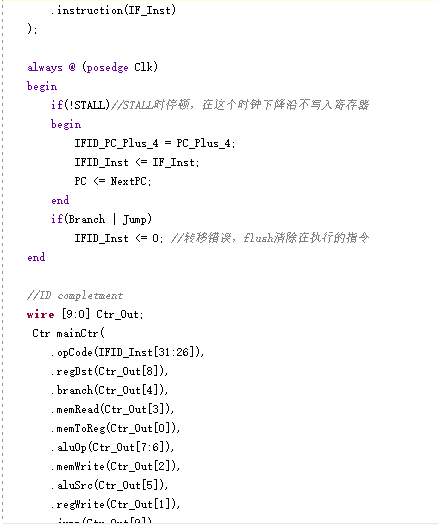 .instruction(IF_Inst)
);
always @ (posedge Clk)
begin
if(!STALL)//STALL时停顿，在这个时钟下降沿不写入寄存器
begin
IFID_PC_Plus_4 = PC_Plus_4;
IFID_Inst <= IF_Inst;
PC <= NextPC;
end
if(Branch | Jump)
IFID_Inst <= 0; //转移错误，flush清除在执行的指令
end
//ID completment
wire [9:0] Ctr_Out;
Ctr mainCtr(
.opCode(IFID_Inst[31:26]),
.regDst(Ctr_Out[8]),
.branch(Ctr_Out[4]),
.memRead(Ctr_Out[3]),
.memToReg(Ctr_Out[0]),
.aluOp(Ctr_Out[7:6]),
.memWrite(Ctr_Out[2]),
.aluSrc(Ctr_Out[5]),
.regWrite(Ctr_Out[1]),
.jump(Ctr_Out[9])